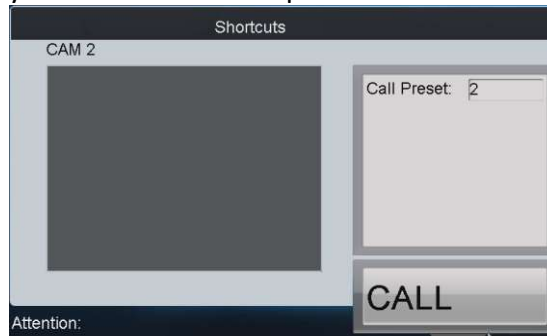 Shortcuts
CAM 2
Call Preset: 2
CALL
Attention: